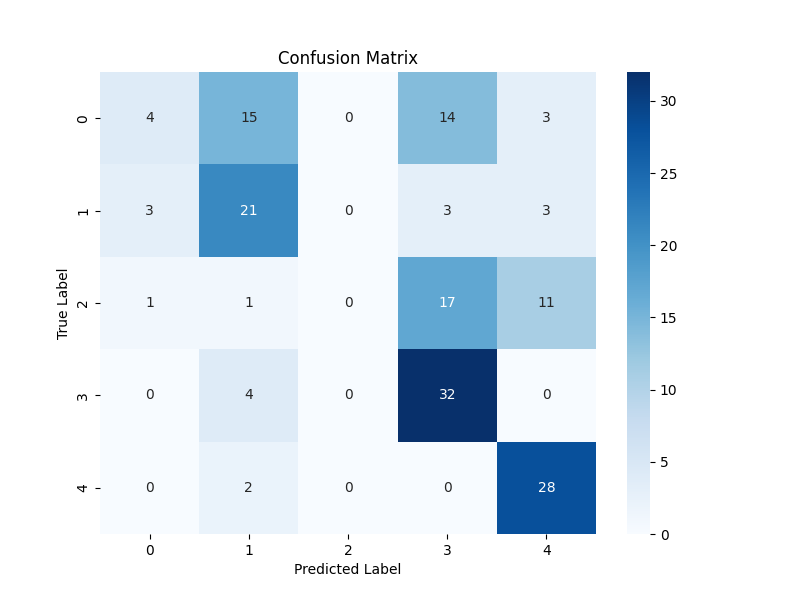 Confusion Matrix
True Label
0 4 15 0 14 3
1 3 21 0 3 3
2 1 1 0 17 11
3 0 4 0 32 0
4 0 2 0 0 28
0 1 2 3 4
Predicted Label
30
25
20
15
10
5
0